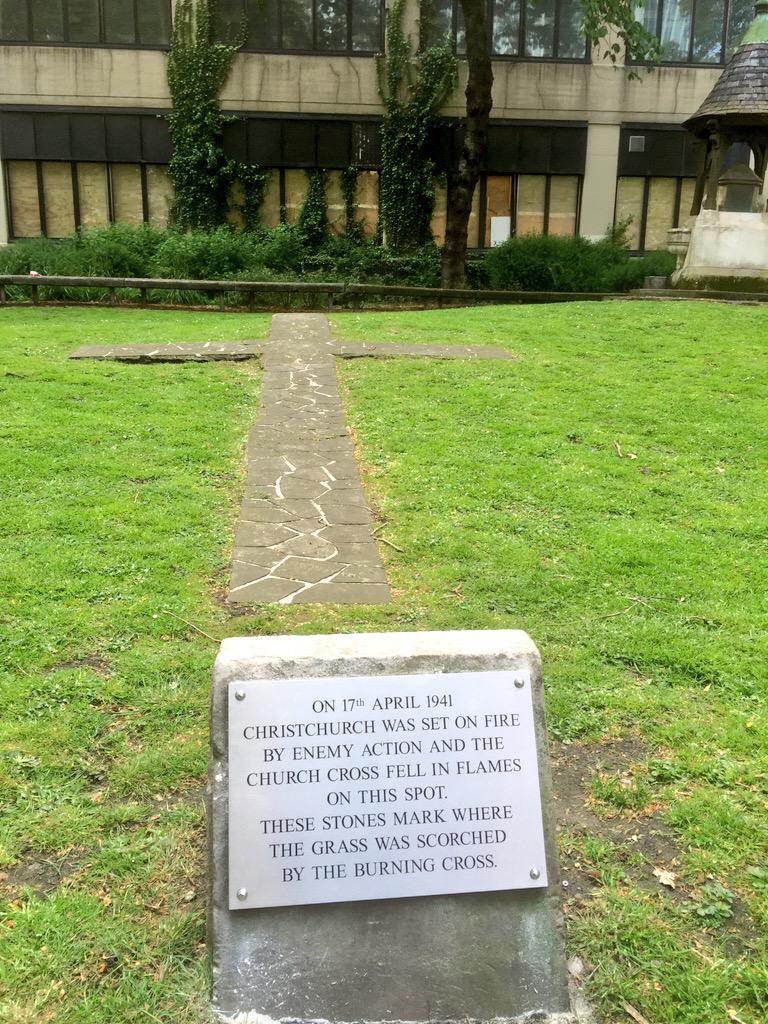 ON 17th APRIL 1941
CHRISTCHURCH WAS SET ON FIRE
BY ENEMY ACTION AND THE
CHURCH CROSS FELL IN FLAMES
ON THIS SPOT.
THESE STONES MARK WHERE
THE GRASS WAS SCORCHED
BY THE BURNING CROSS.